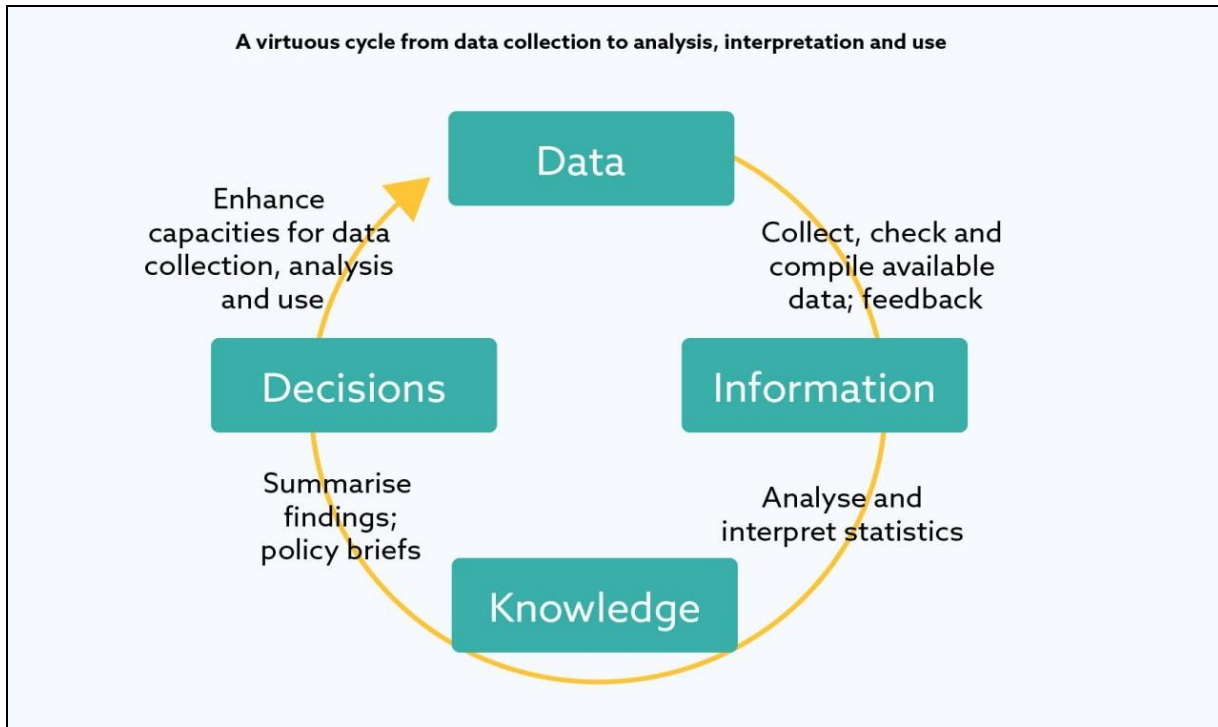 A virtuous cycle from data collection to analysis, interpretation and use
Data
Enhance
capacities for data
collection, analysis
and use
Collect, check and
compile available
data; feedback
Decisions
Information
Summarise
findings;
policy briefs
Analyse and
interpret statistics
Knowledge